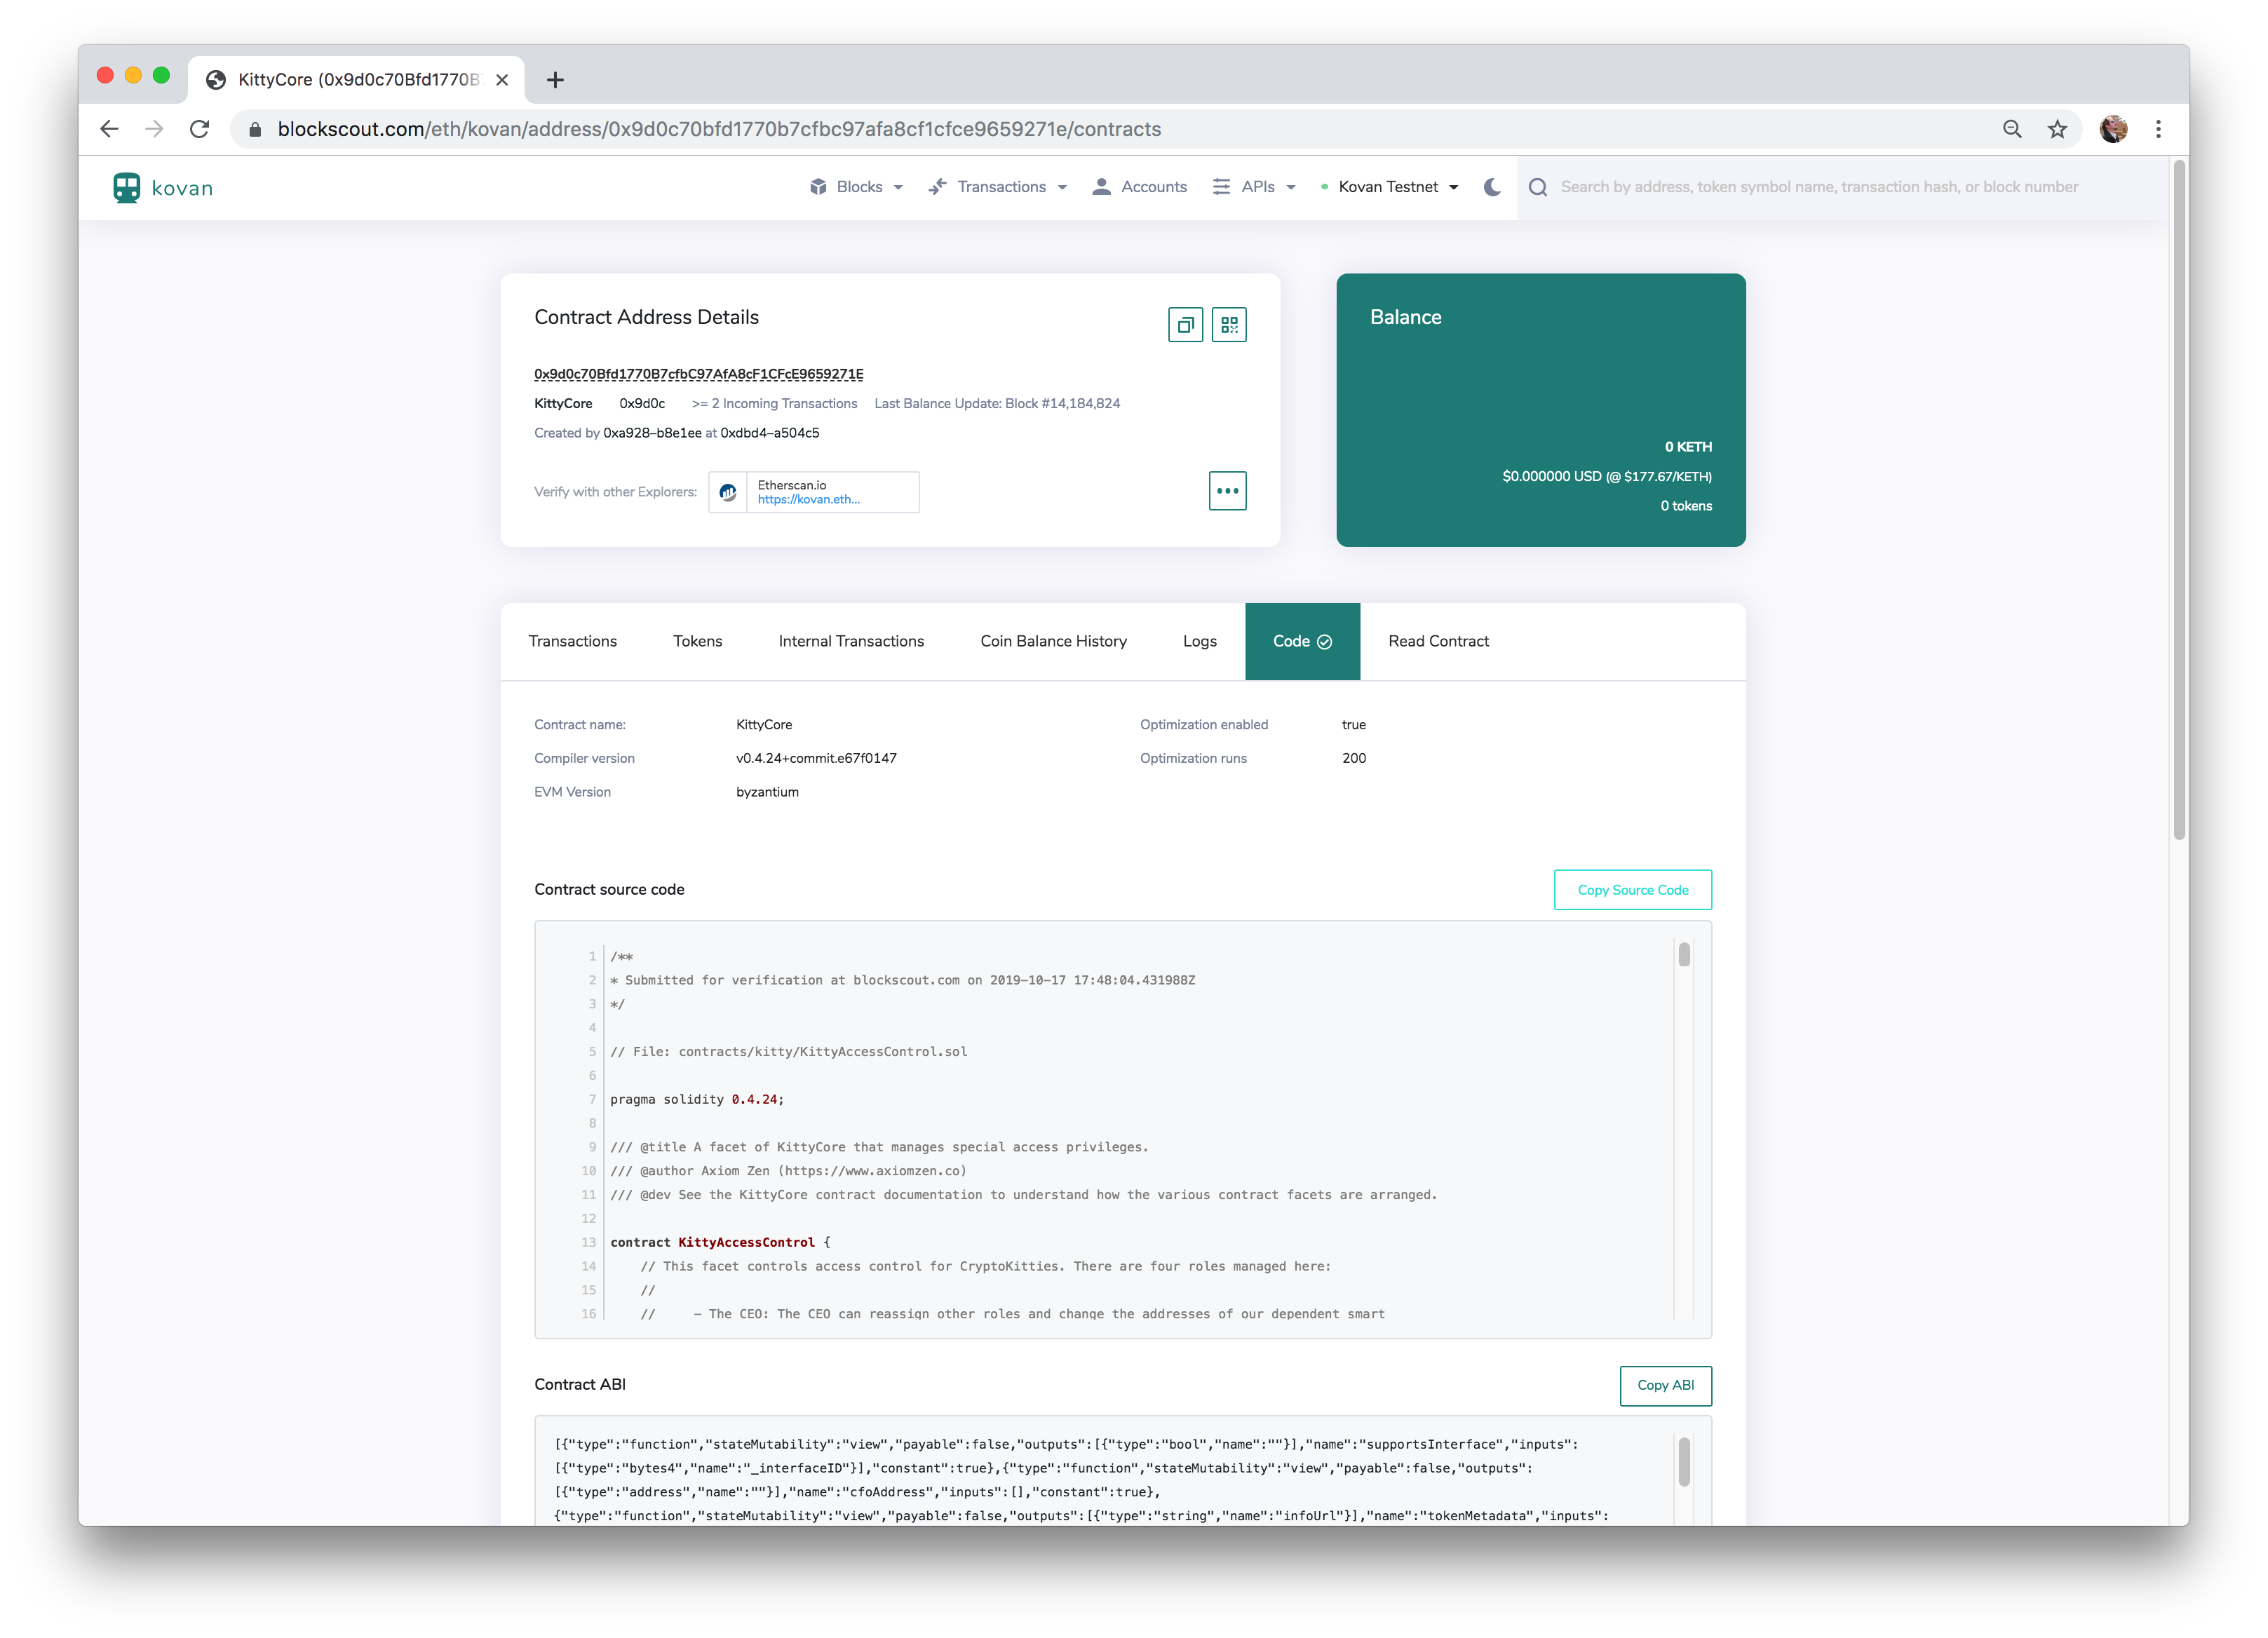 KittyCore (0x9d0c70Bfd1770B
blockscout.com/eth/kovan/address/0x9d0c70bfd1770b7cfbc97afa8cf1cfce9659271e/contracts
kovan
Blocks
Transactions
Accounts
APIs
Kovan Testnet
Search by address, token symbol name, transaction hash, or block number
Contract Address Details
0x9d0c70Bfd1770B7cfbC97AfA8cF1CFcE9659271E
KittyCore 0x9d0c >= 2 Incoming Transactions Last Balance Update: Block #14,184,824
Created by 0xa928–b8e1ee at 0xdbd4–a504c5
Verify with other Explorers:
Etherscan.io
https://kovan.eth...
Balance
0 KETH
$0.000000 USD (@ $177.67/KETH)
0 tokens
Transactions
Tokens
Internal Transactions
Coin Balance History
Logs
Code
Read Contract
Contract name: KittyCore
Optimization enabled true
Compiler version v0.4.24+commit.e67f0147
Optimization runs 200
EVM Version byzantium
Contract source code
Copy Source Code
1 /**
2 * Submitted for verification at blockscout.com on 2019-10-17 17:48:04.431988Z
3 */
4
5 // File: contracts/kitty/KittyAccessControl.sol
6
7 pragma solidity 0.4.24;
8
9 /// @title A facet of KittyCore that manages special access privileges.
10 /// @author Axiom Zen (https://www.axiomzen.co)
11 /// @dev See the KittyCore contract documentation to understand how the various contract facets are arranged.
12
13 contract KittyAccessControl {
14 // This facet controls access control for CryptoKitties. There are four roles managed here:
15 //
16 // - The CEO: The CEO can reassign other roles and change the addresses of our dependent smart
Contract ABI
Copy ABI
[{"type":"function","stateMutability":"view","payable":false,"outputs":[{"type":"bool","name":""}],"name":"supportsInterface","inputs":
[{"type":"bytes4","name":"_interfaceID"}],"constant":true},{"type":"function","stateMutability":"view","payable":false,"outputs":
[{"type":"address","name":""}],"name":"cfoAddress","inputs":[],"constant":true},
{"type":"function","stateMutability":"view","payable":false,"outputs":[{"type":"string","name":"infoUrl"}],"name":"tokenMetadata","inputs":